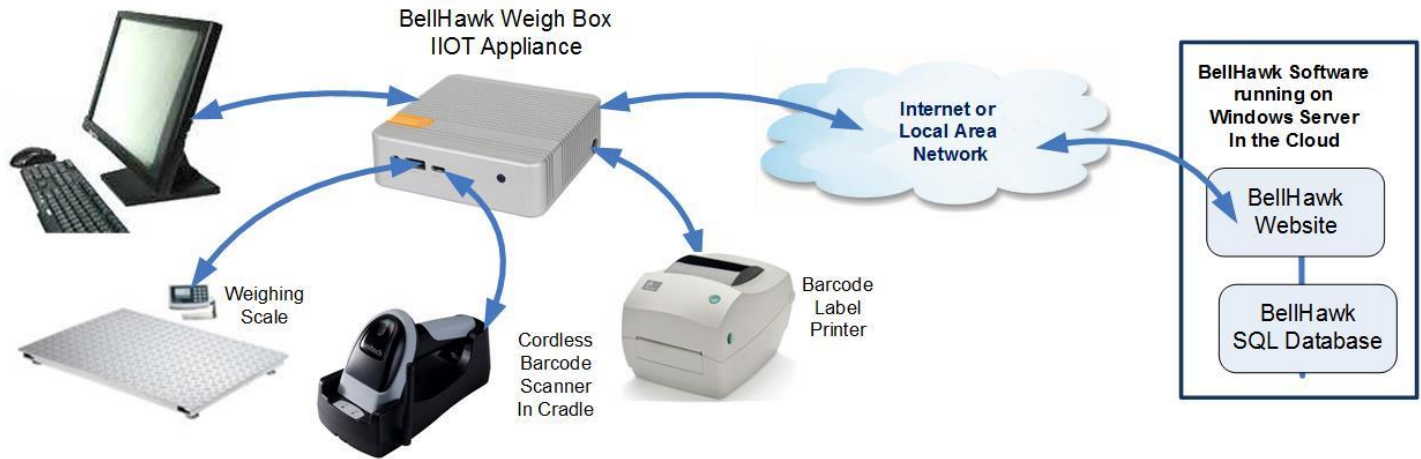 BellHawk Weigh Box
IIOT Appliance
Internet or
Local Area
Network
BellHawk Software
running on
Windows Server
In the Cloud
BellHawk
Website
BellHawk
SQL Database
Weighing
Scale
Cordless
Barcode
Scanner
In Cradle
Barcode
Label
Printer